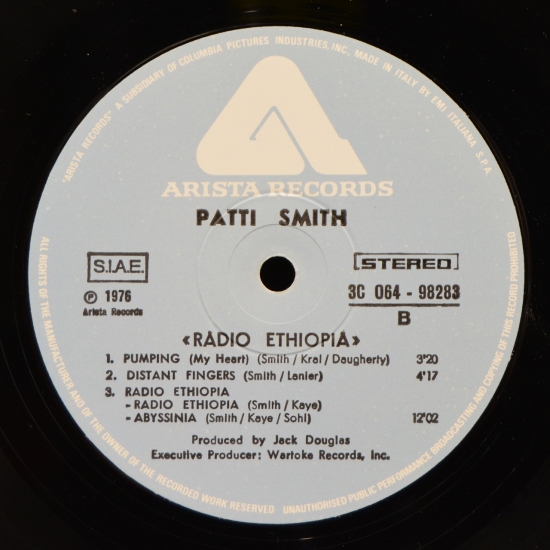 "ARISTA RECORDS" A SUBSIDIARY OF COLUMBIA PICTURES INDUSTRIES, INC. MADE IN ITALY BY EMI ITALIANA S.P.A.
ARISTA RECORDS
PATTI SMITH
S.I.A.E.
STEREO
℗ 1976
Arista Records
3C 064 - 98283
B
«RADIO ETHIOPIA»
1. PUMPING (My Heart) (Smith / Kral / Daugherty) 3'20
2. DISTANT FINGERS (Smith / Lanier) 4'17
3. RADIO ETHIOPIA
- RADIO ETHIOPIA (Smith / Kaye)
- ABYSSINIA (Smith / Kaye / Sohl) 12'02
Produced by Jack Douglas
Executive Producer: Wartoke Records, Inc.
ALL RIGHTS OF THE MANUFACTURER AND OF THE OWNER OF THE RECORDED WORK RESERVED UNAUTHORISED PUBLIC PERFORMANCE BROADCASTING AND COPYING OF THIS RECORD PROHIBITED